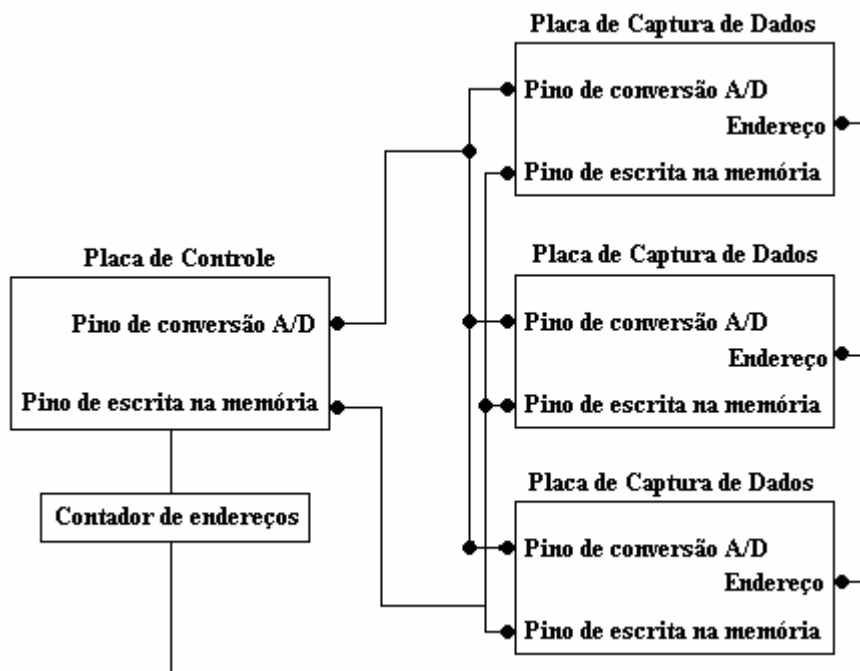 Placa de Captura de Dados
Pino de conversão A/D
Endereço
Pino de escrita na memória
Placa de Controle
Pino de conversão A/D
Pino de escrita na memória
Contador de endereços
Placa de Captura de Dados
Pino de conversão A/D
Endereço
Pino de escrita na memória
Placa de Captura de Dados
Pino de conversão A/D
Endereço
Pino de escrita na memória